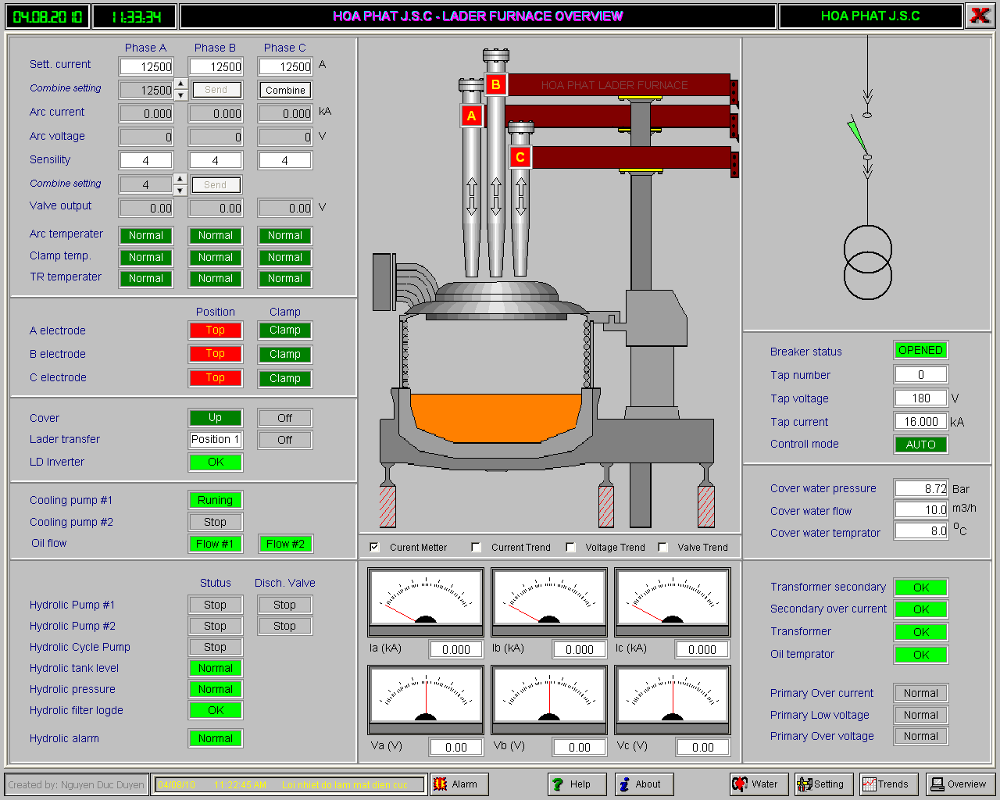 04.08.2010 11:33:34 HOA PHAT J.S.C - LADER FURNACE OVERVIEW HOA PHAT J.S.C X
Phase A Phase B Phase C
Sett. current 12500 12500 12500 A
Combine setting 12500 Send Combine
Arc current 0.000 0.000 0.000 kA
Arc voltage 0 0 0 V
Sensility 4 4 4
Combine setting 4 Send
Valve output 0.00 0.00 0.00 V
Arc temperater Normal Normal Normal
Clamp temp. Normal Normal Normal
TR temperater Normal Normal Normal
Position Clamp
A electrode Top Clamp
B electrode Top Clamp
C electrode Top Clamp
Cover Up Off
Lader transfer Position 1 Off
LD Inverter OK
Cooling pump #1 Runing
Cooling pump #2 Stop
Oil flow Flow #1 Flow #2
Stutus Disch. Valve
Hydrolic Pump #1 Stop Stop
Hydrolic Pump #2 Stop Stop
Hydrolic Cycle Pump Stop
Hydrolic tank level Normal
Hydrolic pressure Normal
Hydrolic filter logde OK
Hydrolic alarm Normal
B HOA PHAT LADER FURNACE
A
C
Curent Metter Current Trend Voltage Trend Valve Trend
Ia (kA) 0.000 Ib (kA) 0.000 Ic (kA) 0.000
Va (V) 0.00 Vb (V) 0.00 Vc (V) 0.00
Breaker status OPENED
Tap number 0
Tap voltage 180 V
Tap current 16.000 kA
Controll mode AUTO
Cover water pressure 8.72 Bar
Cover water flow 10.0 m3/h
Cover water temprator 8.0 °C
Transformer secondary OK
Secondary over current OK
Transformer OK
Oil temprator OK
Primary Over current Normal
Primary Low voltage Normal
Primary Over voltage Normal
Created by: Nguyen Duc Duyen 04/08/10 11:22:45 AM Loi nhiet do lam mat dien cuc Alarm Help About Water Setting Trends Overview